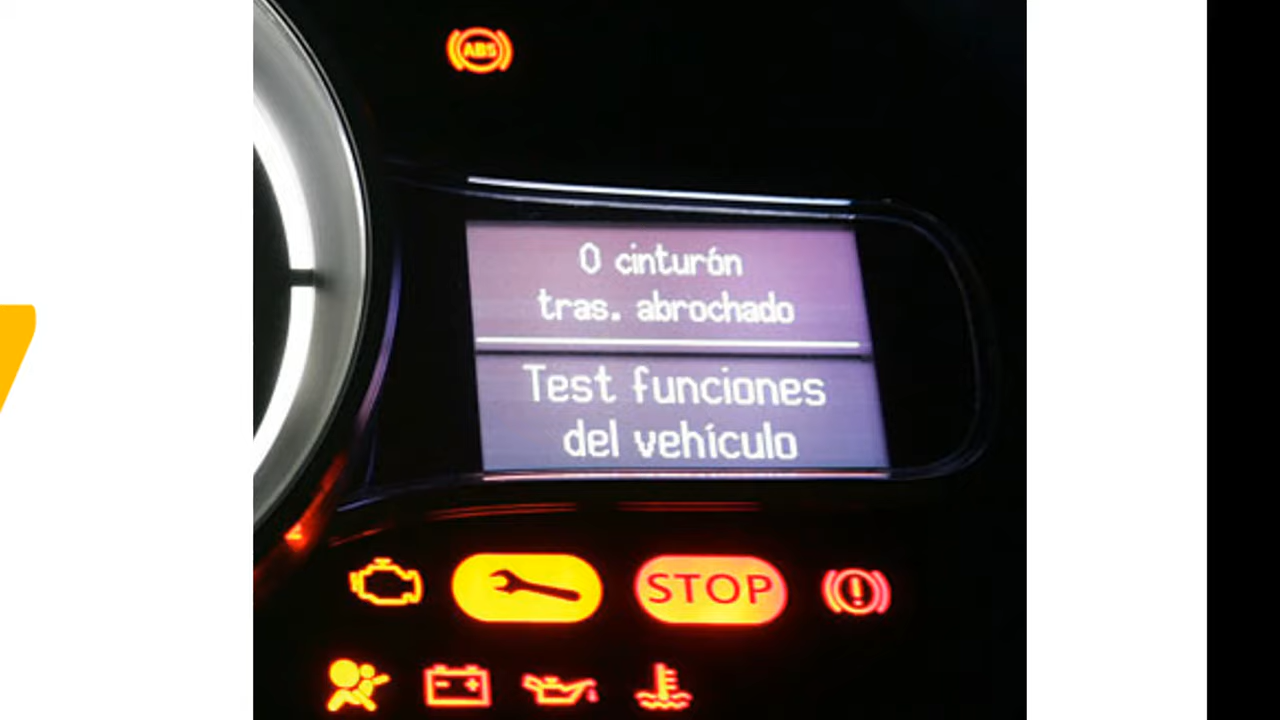 ABS
0 cinturón
tras. abrochado
Test funciones
del vehículo
STOP